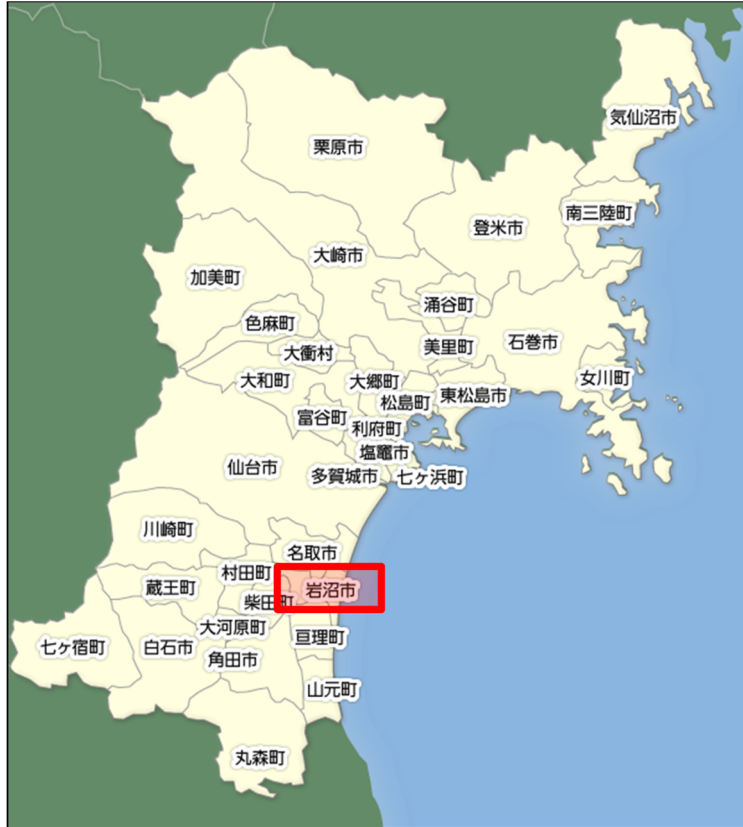 気仙沼市
栗原市
南三陸町
登米市
大崎市
加美町
涌谷町
色麻町
石巻市
美里町
大衝村
女川町
大和町
大郷町
東松島市
松島町
富谷町
利府町
塩竈市
仙台市
多賀城市
七ヶ浜町
川崎町
名取市
村田町
蔵王町
岩沼市
柴田町
大河原町
亘理町
七ヶ宿町
白石市
角田市
山元町
丸森町